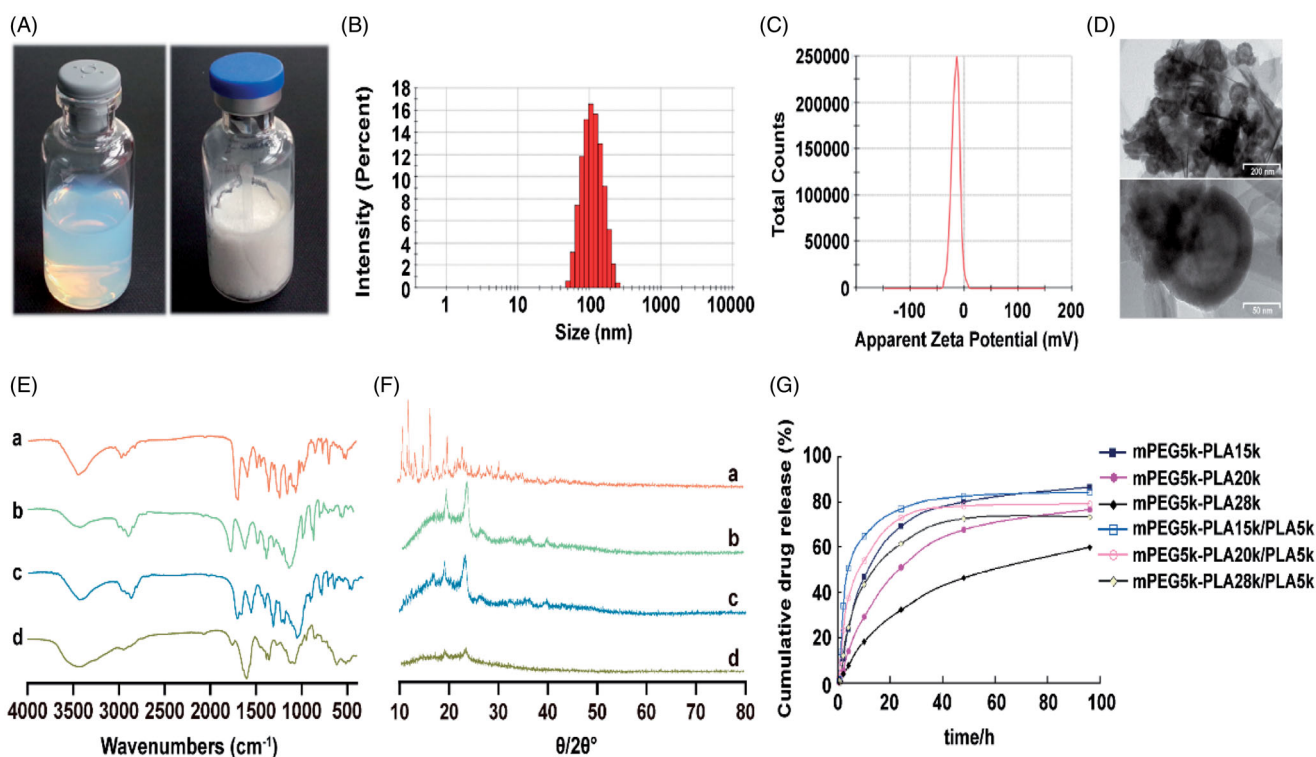 (A)
(B)
(C)
(D)
Intensity (Percent)
18
16
14
12
10
8
6
4
2
0
1
10
100
1000
10000
Size (nm)
Total Counts
250000
200000
150000
100000
50000
0
-100
0
100
200
Apparent Zeta Potential (mV)
200 nm
50 nm
(E)
(F)
(G)
a
b
c
d
4000 3500 3000 2500 2000 1500 1000 500
Wavenumbers (cm⁻¹)
a
b
c
d
10 20 30 40 50 60 70 80
θ/2θ°
Cumulative drug release (%)
100
80
60
40
20
0
0 20 40 60 80 100
time/h
mPEG5k-PLA15k
mPEG5k-PLA20k
mPEG5k-PLA28k
mPEG5k-PLA15k/PLA5k
mPEG5k-PLA20k/PLA5k
mPEG5k-PLA28k/PLA5k